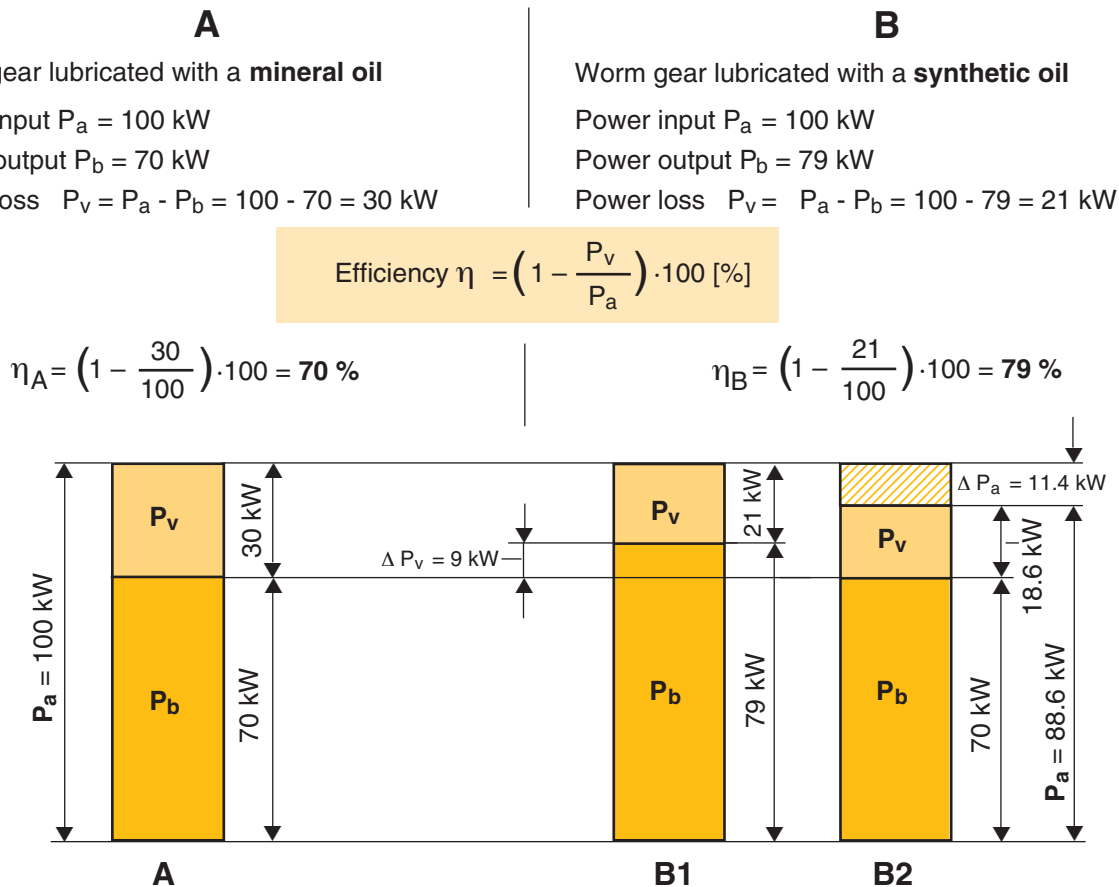 A
gear lubricated with a mineral oil
nput Pa = 100 kW
output Pb = 70 kW
oss Pv = Pa - Pb = 100 - 70 = 30 kW
B
Worm gear lubricated with a synthetic oil
Power input Pa = 100 kW
Power output Pb = 79 kW
Power loss Pv = Pa - Pb = 100 - 79 = 21 kW
Efficiency η = (1 – Pv / Pa) ·100 [%]
ηA = (1 – 30 / 100) ·100 = 70 %
ηB = (1 – 21 / 100) ·100 = 79 %
Pa = 100 kW
Pv
30 kW
Pb
70 kW
Δ Pv = 9 kW
Pv
21 kW
Pb
79 kW
Δ Pa = 11.4 kW
Pv
18.6 kW
Pb
70 kW
Pa = 88.6 kW
A
B1
B2